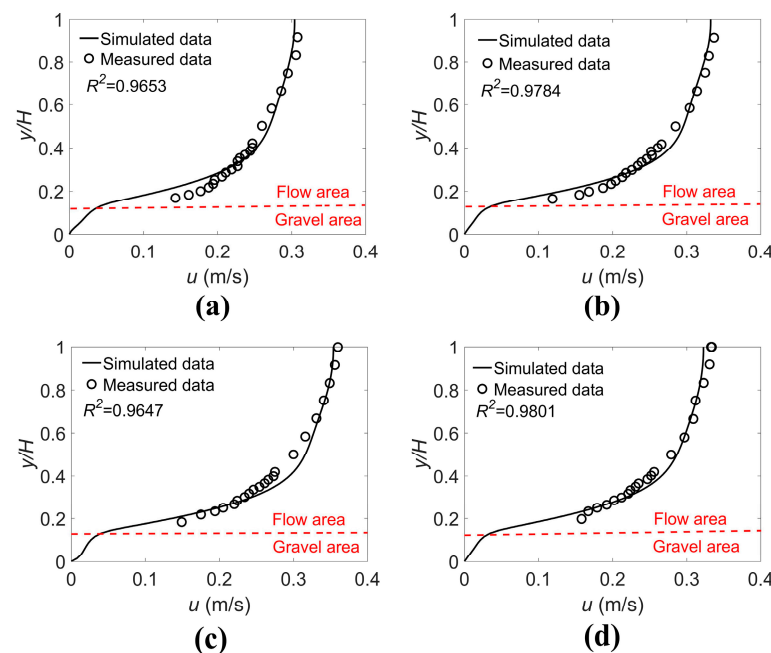 1
0.8
0.6
0.4
0.2
0
y/H
Simulated data
Measured data
R²=0.9653
Flow area
Gravel area
0 0.1 0.2 0.3 0.4
u (m/s)
(a)
1
0.8
0.6
0.4
0.2
0
y/H
Simulated data
Measured data
R²=0.9784
Flow area
Gravel area
0 0.1 0.2 0.3 0.4
u (m/s)
(b)
1
0.8
0.6
0.4
0.2
0
y/H
Simulated data
Measured data
R²=0.9647
Flow area
Gravel area
0 0.1 0.2 0.3 0.4
u (m/s)
(c)
1
0.8
0.6
0.4
0.2
0
y/H
Simulated data
Measured data
R²=0.9801
Flow area
Gravel area
0 0.1 0.2 0.3 0.4
u (m/s)
(d)